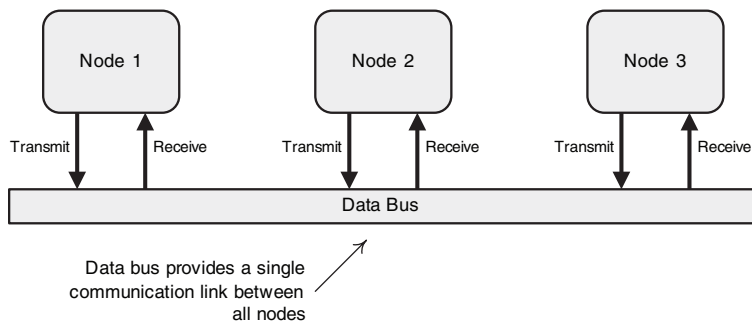 Node 1
Node 2
Node 3
Transmit
Receive
Transmit
Receive
Transmit
Receive
Data Bus
Data bus provides a single
communication link between
all nodes